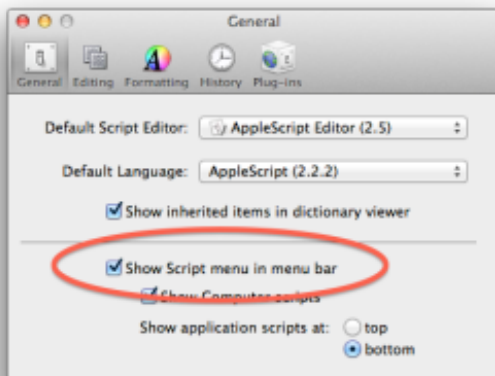 General
General Editing Formatting History Plug-ins
Default Script Editor: AppleScript Editor (2.5)
Default Language: AppleScript (2.2.2)
Show inherited items in dictionary viewer
Show Script menu in menu bar
Show Computer scripts
Show application scripts at: top
bottom